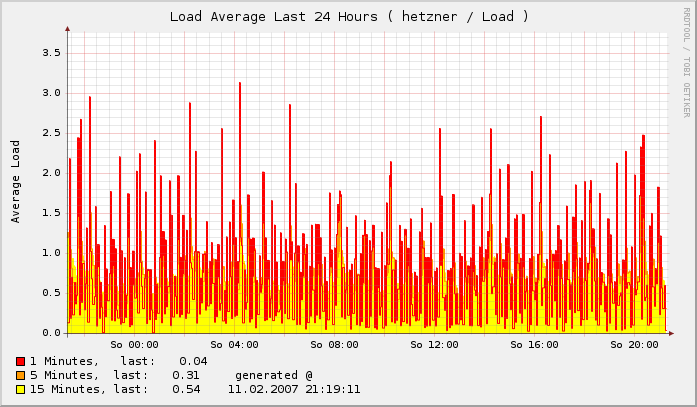 Load Average Last 24 Hours ( hetzner / Load )
RRDTOOL / TOBI OETIKER
Average Load
3.5
3.0
2.5
2.0
1.5
1.0
0.5
0.0
So 00:00 So 04:00 So 08:00 So 12:00 So 16:00 So 20:00
1 Minutes, last: 0.04
5 Minutes, last: 0.31 generated @
15 Minutes, last: 0.54 11.02.2007 21:19:11